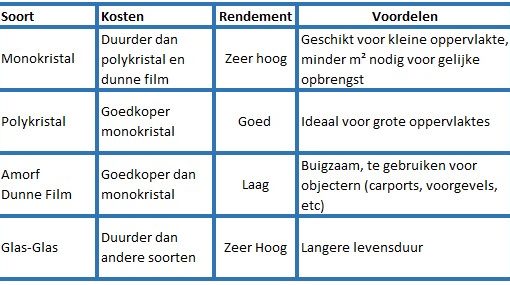 Soort Kosten Rendement Voordelen
Monokristal
Duurder dan
polykristal en
dunne film
Zeer hoog
Geschikt voor kleine oppervlakte,
minder m² nodig voor gelijke
opbrengst
Polykristal
Goedkoper
monokristal
Goed
Ideaal voor grote oppervlaktes
Amorf
Dunne Film
Goedkoper dan
monokristal
Laag
Buigzaam, te gebruiken voor
objectern (carports, voorgevels,
etc)
Glas-Glas
Duurder dan
andere soorten
Zeer Hoog
Langere levensduur